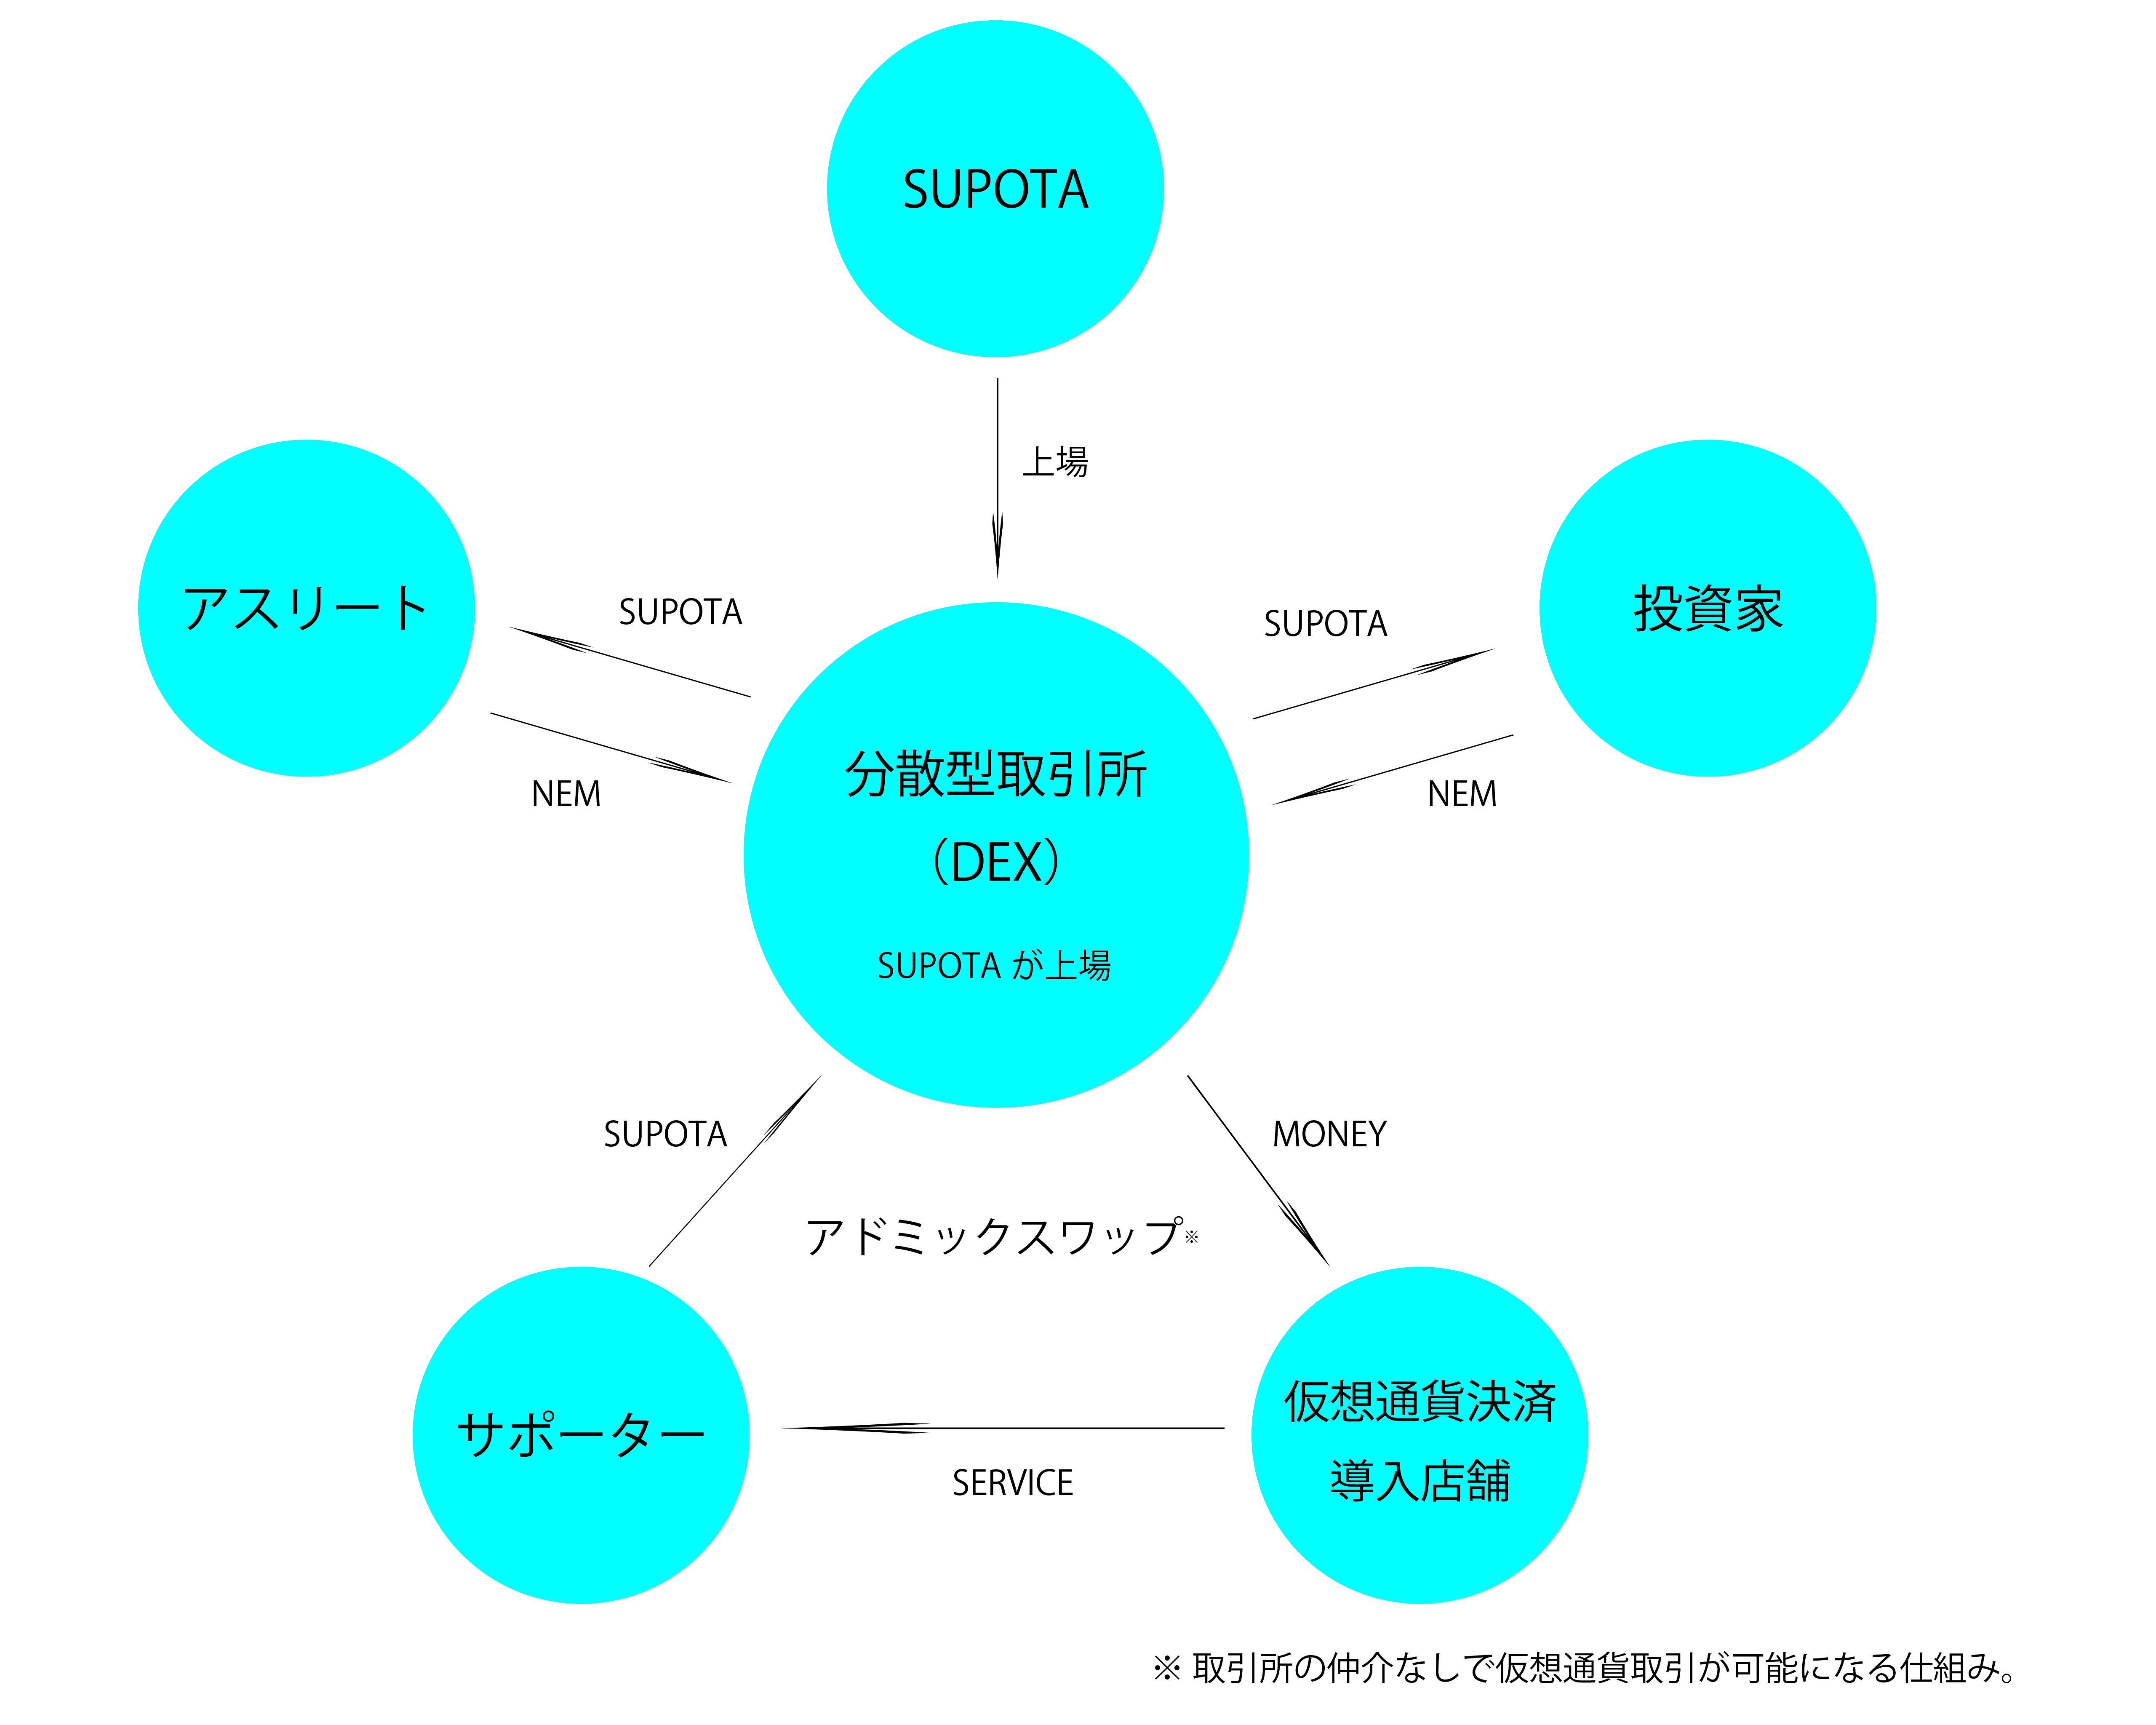 SUPOTA
上場
アスリート
SUPOTA
NEM
投資家
SUPOTA
NEM
分散型取引所
（DEX）
SUPOTA が上場
SUPOTA
MONEY
アドミックスワップ※
サポーター
SERVICE
仮想通貨決済
導入店舗
※ 取引所の仲介なしで仮想通貨取引が可能になる仕組み。